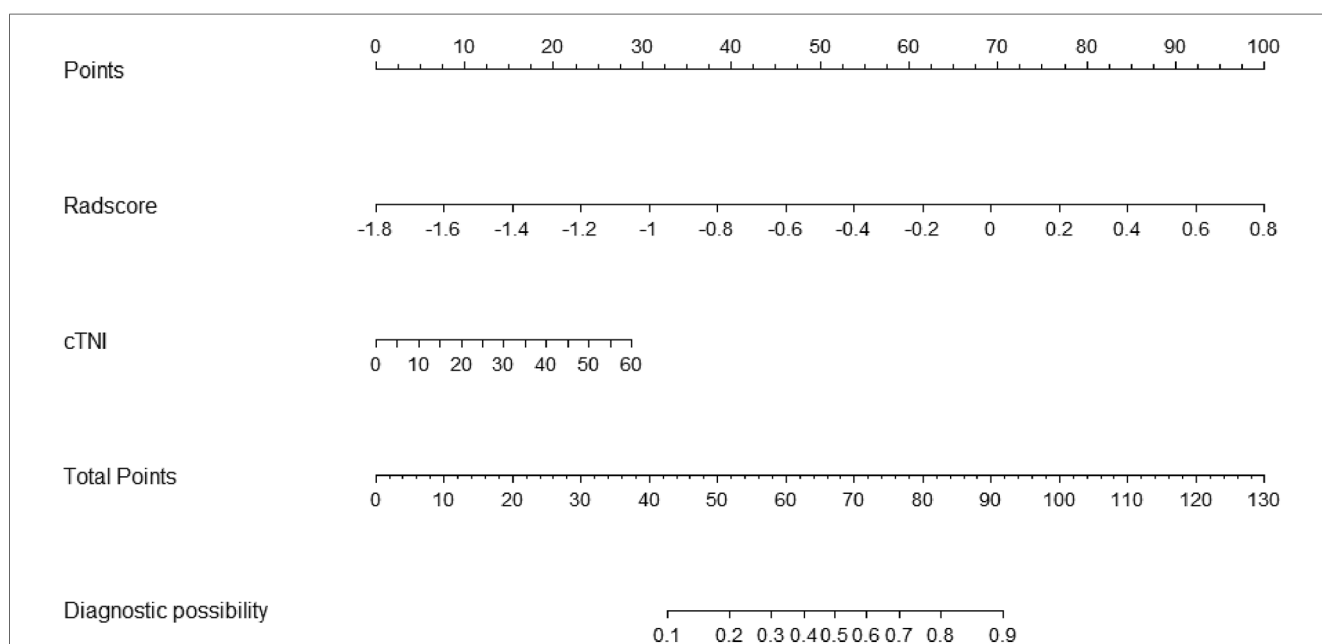 0 10 20 30 40 50 60 70 80 90 100
Points
Radscore
-1.8 -1.6 -1.4 -1.2 -1 -0.8 -0.6 -0.4 -0.2 0 0.2 0.4 0.6 0.8
cTNI
0 10 20 30 40 50 60
Total Points
0 10 20 30 40 50 60 70 80 90 100 110 120 130
Diagnostic possibility
0.1 0.2 0.3 0.4 0.5 0.6 0.7 0.8 0.9